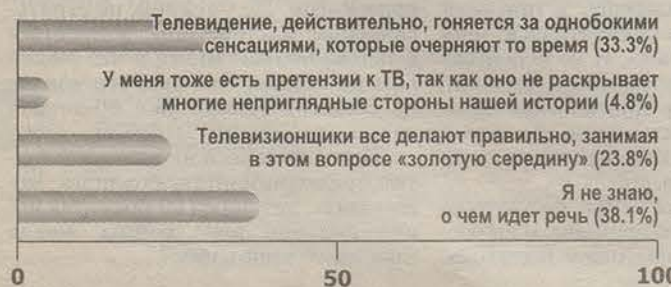 Телевидение, действительно, гоняется за однобокими
сенсациями, которые очерняют то время (33.3%)
У меня тоже есть претензии к ТВ, так как оно не раскрывает
многие неприглядные стороны нашей истории (4.8%)
Телевизионщики все делают правильно, занимая
в этом вопросе «золотую середину» (23.8%)
Я не знаю,
о чем идет речь (38.1%)
0 50 100